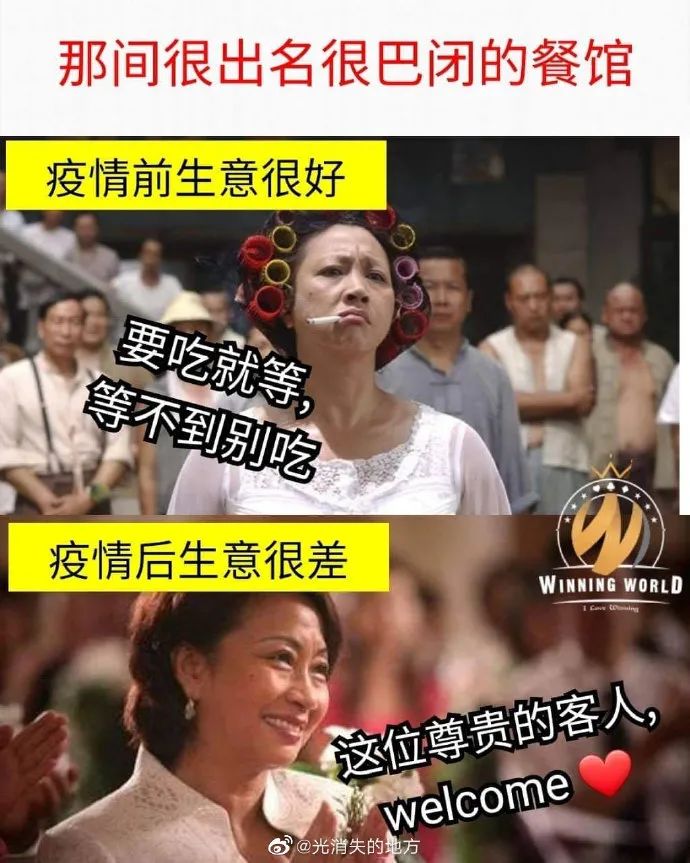 那间很出名很巴闭的餐馆
疫情前生意很好
要吃就等,
等不到别吃
疫情后生意很差
WINNING WORLD
I Love Winning
这位尊贵的客人,
welcome ❤
@光消失的地方